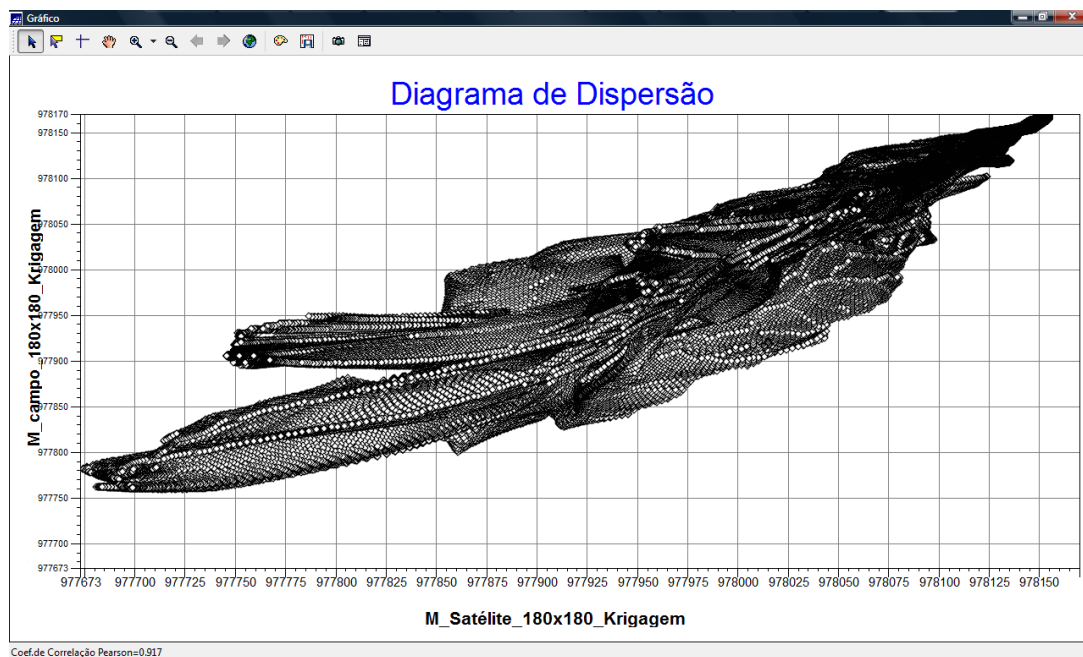 Gráfico
Diagrama de Dispersão
978170
978150
978100
978050
978000
977950
977900
977850
977800
977750
977700
977673
M_campo_180x180_Krigagem
977673 977700 977725 977750 977775 977800 977825 977850 977875 977900 977925 977950 977975 978000 978025 978050 978075 978100 978125 978150
M_Satélite_180x180_Krigagem
Coef.de Correlação Pearson=0.917